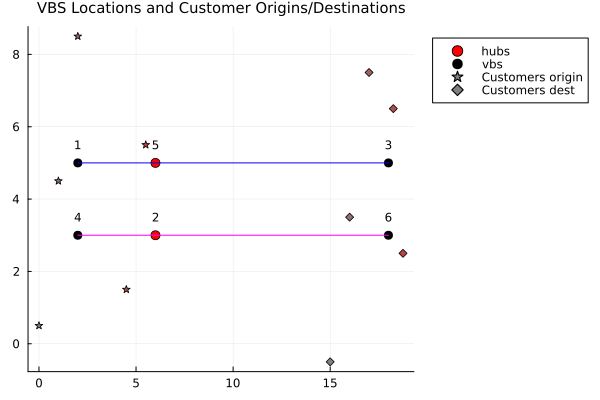 VBS Locations and Customer Origins/Destinations
hubs
vbs
Customers origin
Customers dest
8
6
4
2
0
1 5 3
4 2 6
0 5 10 15